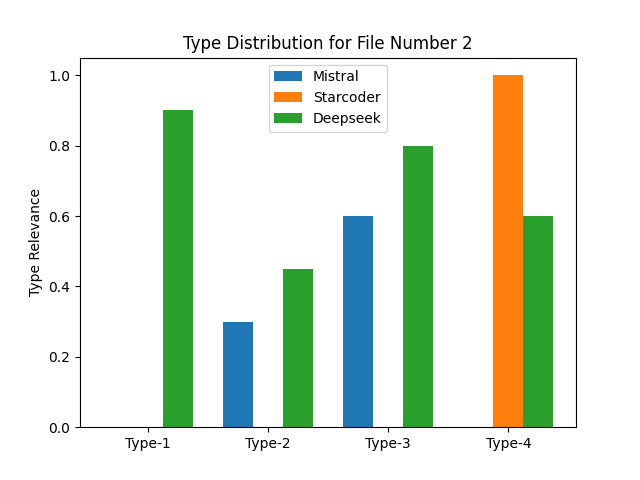 Type Distribution for File Number 2
Mistral
Starcoder
Deepseek
Type Relevance
1.0
0.8
0.6
0.4
0.2
0.0
Type-1 Type-2 Type-3 Type-4